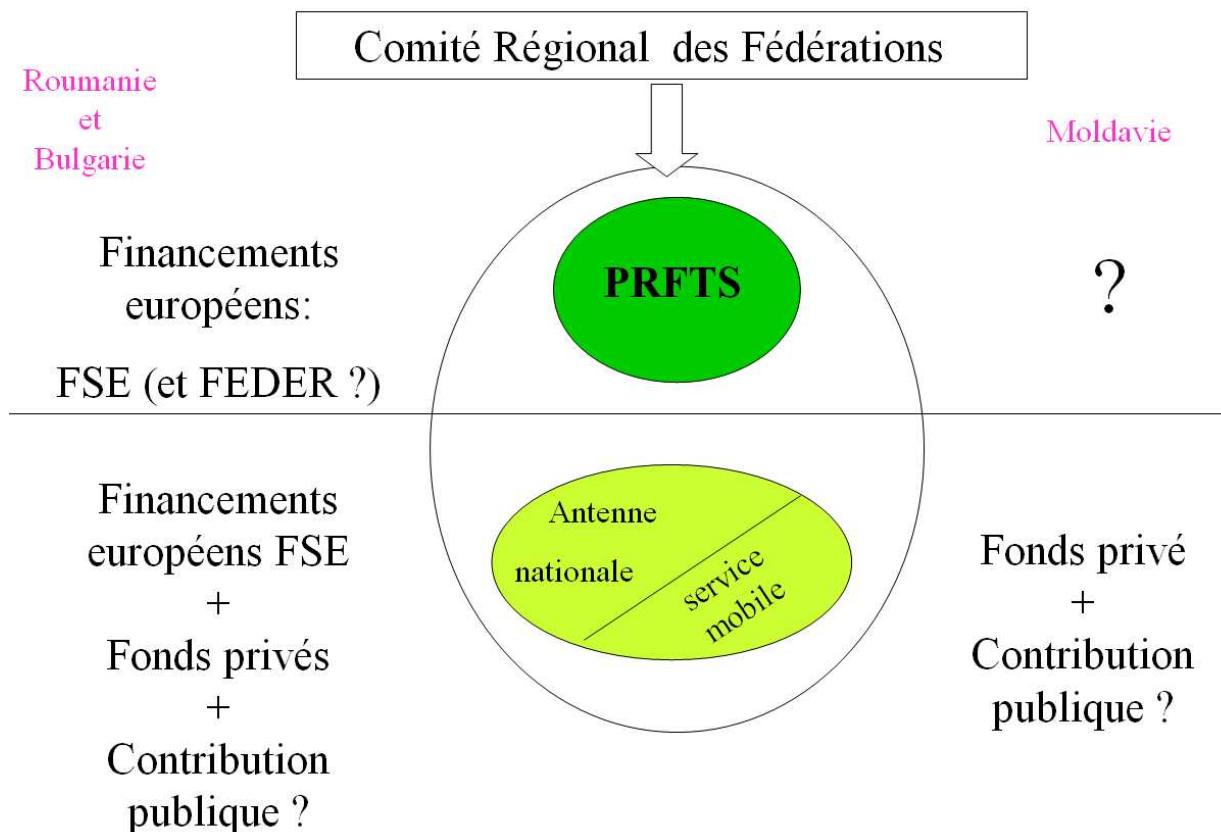 Comité Régional des Fédérations
Roumanie
et
Bulgarie
Moldavie
Financements
européens:
FSE (et FEDER ?)
PRFTS
?
Financements
européens FSE
+
Fonds privés
+
Contribution
publique ?
Antenne
nationale
service
mobile
Fonds privé
+
Contribution
publique ?